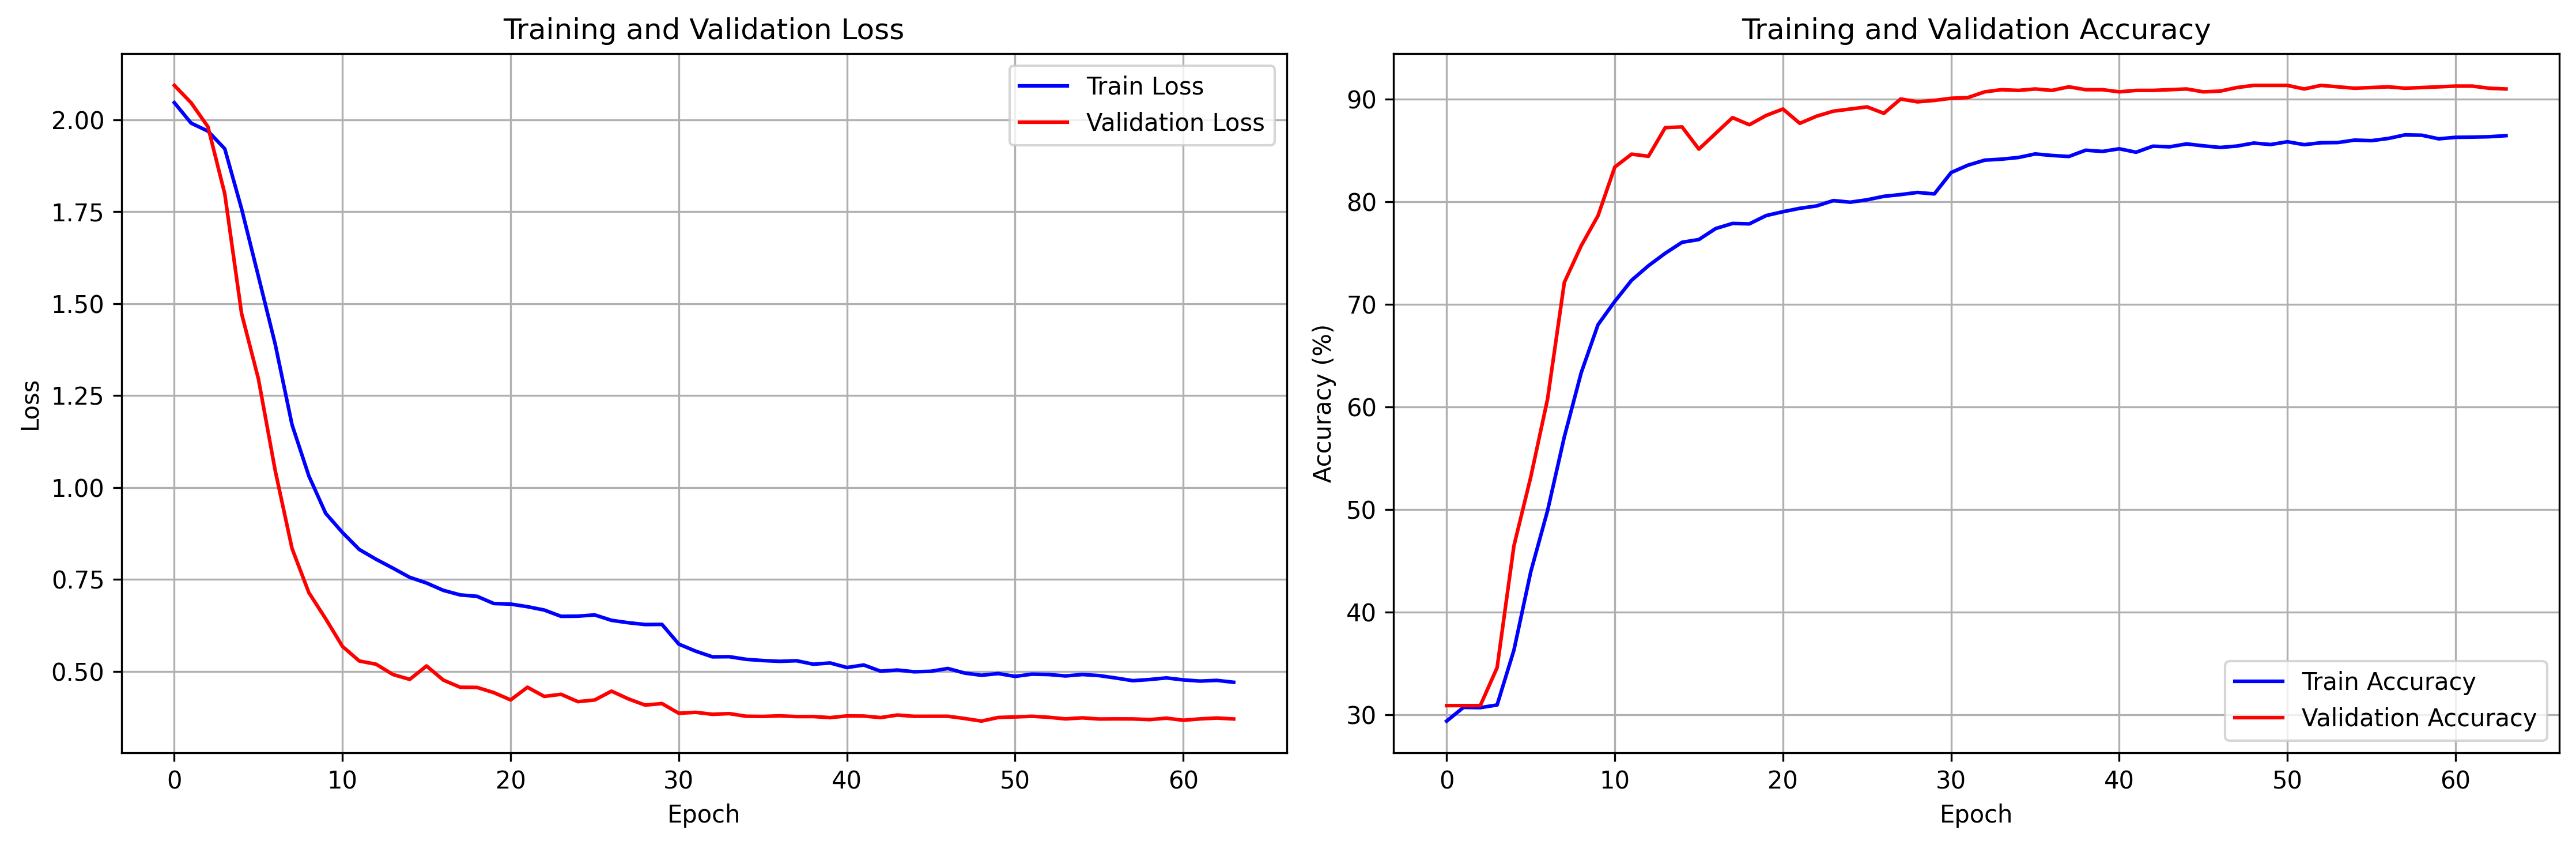 Training and Validation Loss
Train Loss
Validation Loss
2.00
1.75
1.50
1.25
1.00
0.75
0.50
Loss
0 10 20 30 40 50 60
Epoch
Training and Validation Accuracy
90
80
70
60
50
40
30
Accuracy (%)
Train Accuracy
Validation Accuracy
0 10 20 30 40 50 60
Epoch